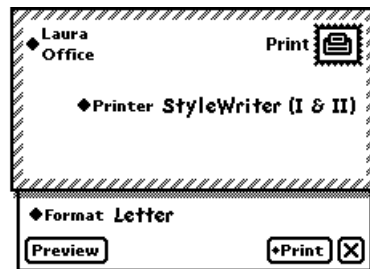 ◆Laura
Office
Print
◆Printer StyleWriter (I & II)
◆Format Letter
Preview
◆Print